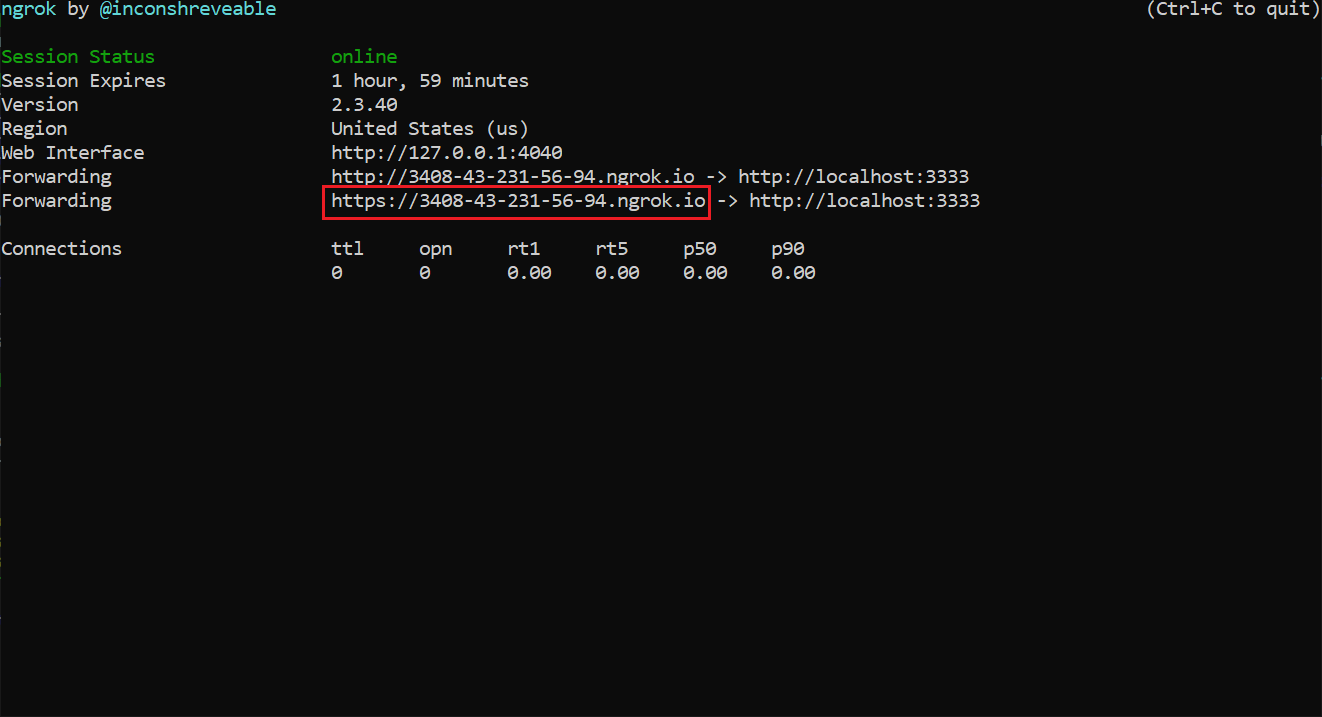 ngrok by @inconshreveable (Ctrl+C to quit)
Session Status online
Session Expires 1 hour, 59 minutes
Version 2.3.40
Region United States (us)
Web Interface http://127.0.0.1:4040
Forwarding http://3408-43-231-56-94.ngrok.io -> http://localhost:3333
Forwarding https://3408-43-231-56-94.ngrok.io -> http://localhost:3333
Connections ttl opn rt1 rt5 p50 p90
0 0 0.00 0.00 0.00 0.00